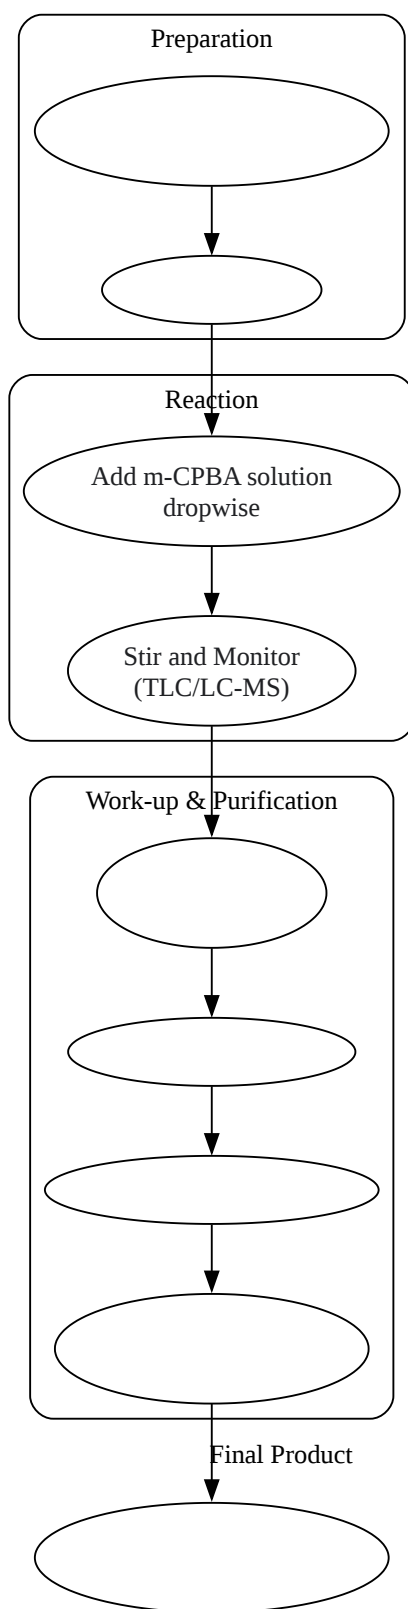 Preparation
Reaction
Add m-CPBA solution
dropwise
Stir and Monitor
(TLC/LC-MS)
Work-up & Purification
Final Product